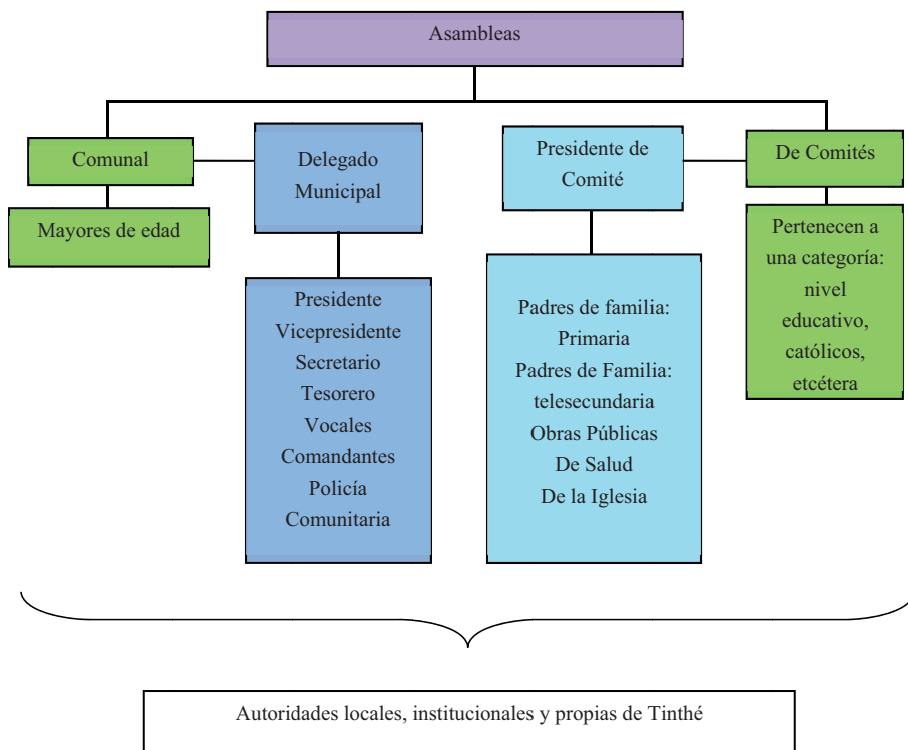 Asambleas
Comunal
Mayores de edad
Delegado
Municipal
Presidente
Vicepresidente
Secretario
Tesorero
Vocales
Comandantes
Policía
Comunitaria
Presidente de
Comité
Padres de familia:
Primaria
Padres de Familia:
telesecundaria
Obras Públicas
De Salud
De la Iglesia
De Comités
Pertenecen a
una categoría:
nivel
educativo,
católicos,
etcétera
Autoridades locales, institucionales y propias de Tinthé